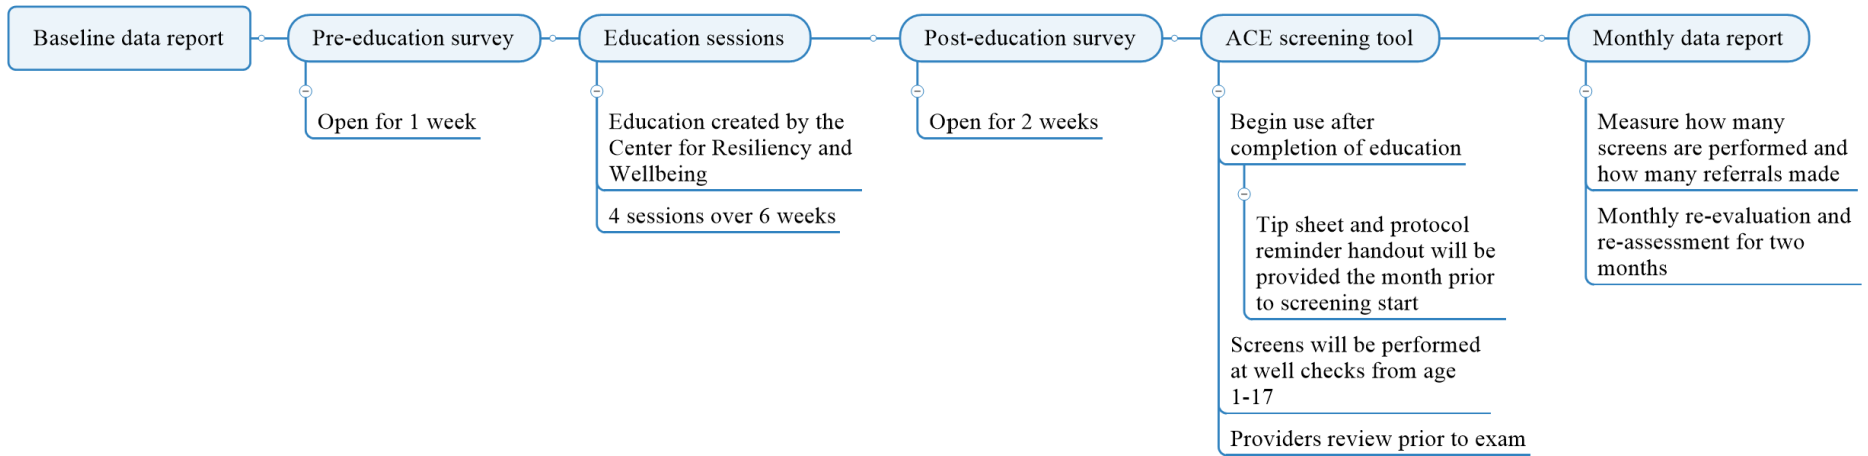 Baseline data report
Pre-education survey
Open for 1 week
Education sessions
Education created by the
Center for Resiliency and
Wellbeing
4 sessions over 6 weeks
Post-education survey
Open for 2 weeks
ACE screening tool
Begin use after
completion of education
Tip sheet and protocol
reminder handout will be
provided the month prior
to screening start
Screens will be performed
at well checks from age
1-17
Providers review prior to exam
Monthly data report
Measure how many
screens are performed and
how many referrals made
Monthly re-evaluation and
re-assessment for two
months